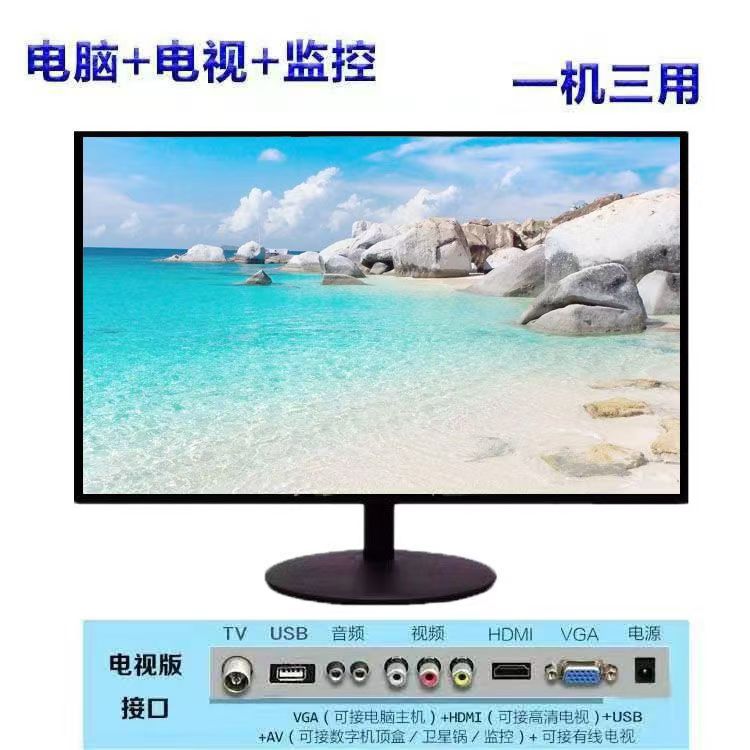 电脑+电视+监控
一机三用
TV USB 音频 视频 HDMI VGA 电源
电视版
接口
VGA（可接电脑主机）+HDMI（可接高清电视）+USB
+AV（可接数字机顶盒/卫星锅/监控）+可接有线电视